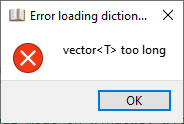 Error loading diction...
vector<T> too long
OK